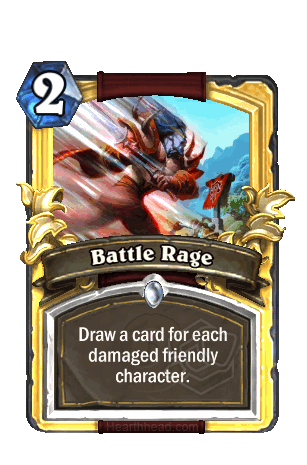 2
Battle Rage
Draw a card for each
damaged friendly
character.
Hearthhead.com